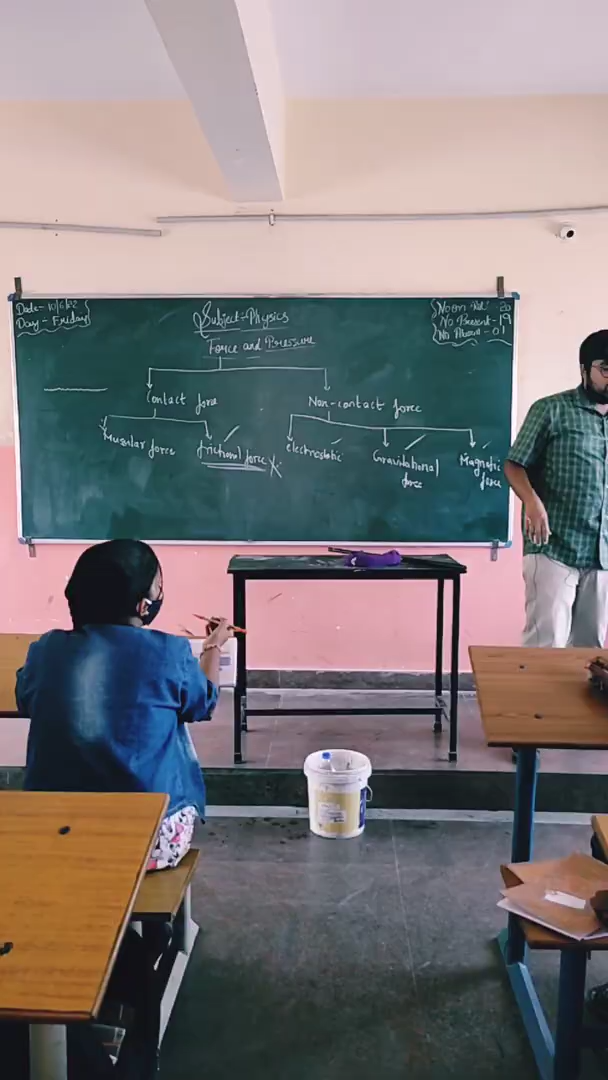 Date:- 10/6/22
Day:- Friday
Subject:- Physics
No on Roll:- 20
No Present:- 19
No Absent:- 01
Force and Pressure
Contact force
Non-contact force
Muscular force
frictional force
electrostatic
Gravitational
force
Magnetic
force